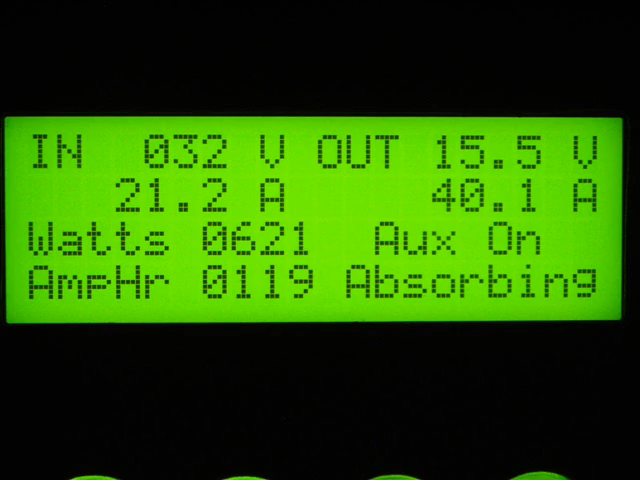 IN 032 V OUT 15.5 V
21.2 A 40.1 A
Watts 0621 Aux On
AmpHr 0119 Absorbing